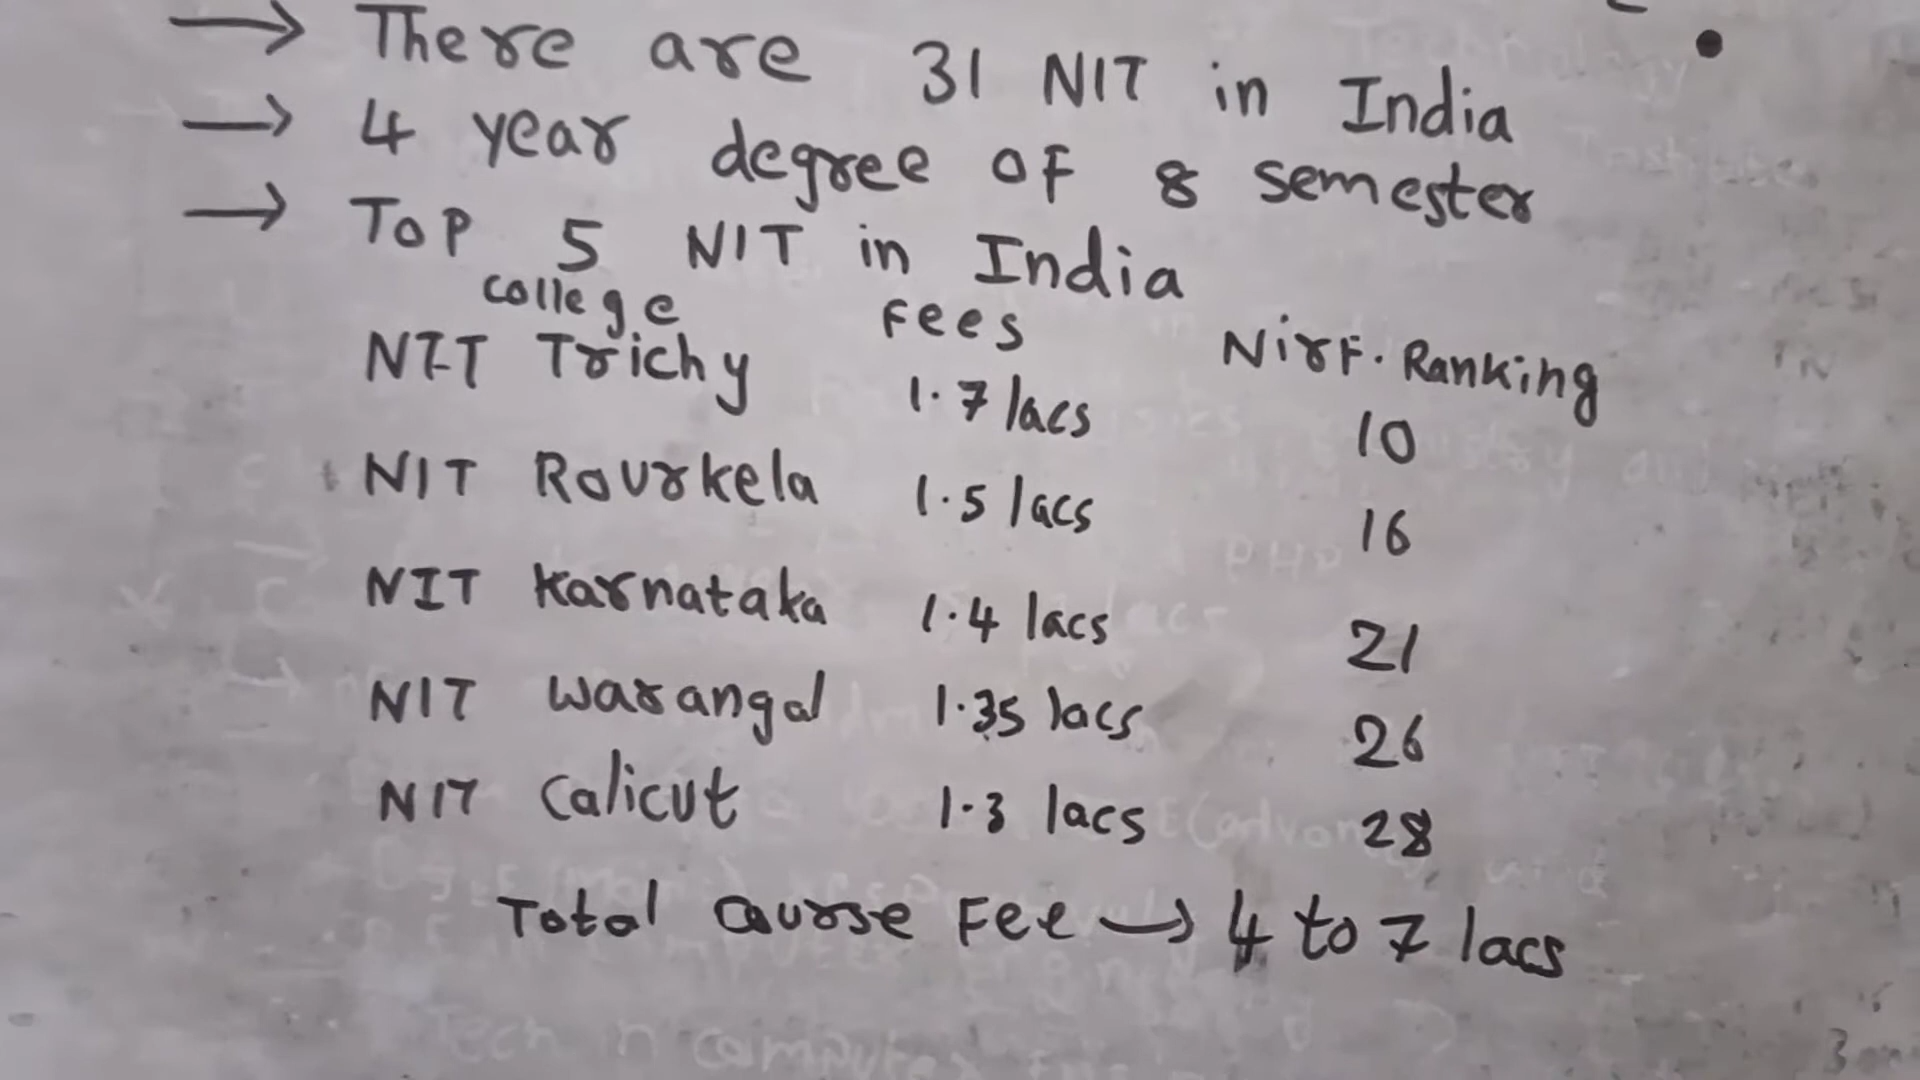 → There are 31 NIT in India
→ 4 year degree of 8 semester
→ Top 5 NIT in India
college Fees Nirf. Ranking
NIT Trichy 1.7 lacs 10
NIT Rourkela 1.5 lacs 16
NIT Karnataka 1.4 lacs 21
NIT Warangal 1.35 lacs 26
NIT Calicut 1.3 lacs 28
Total Course Fee → 4 to 7 lacs